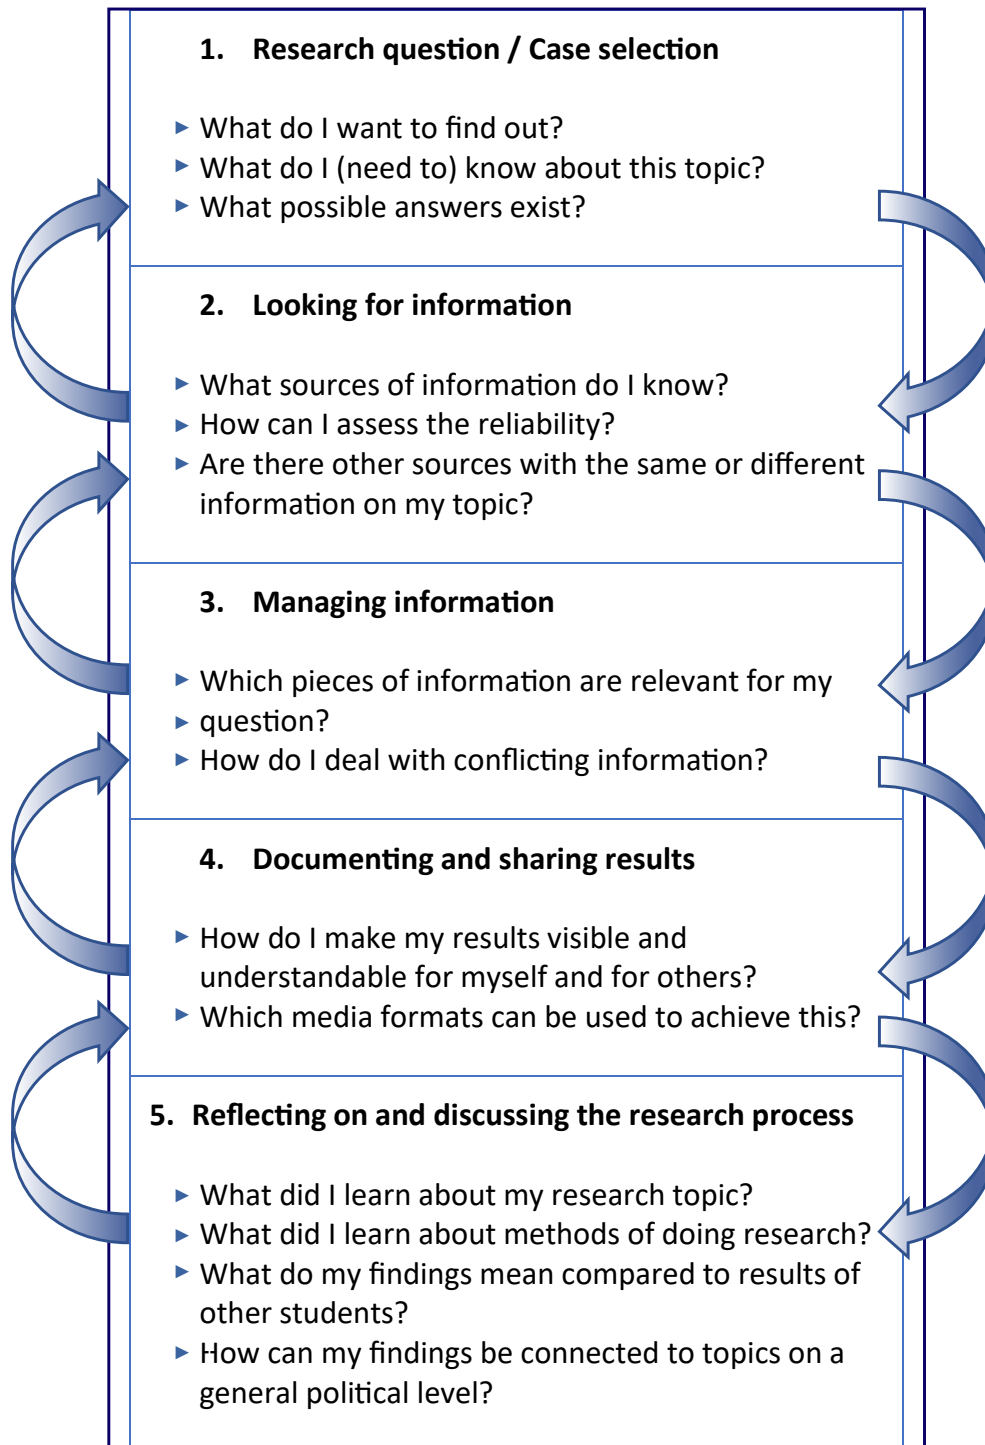 1. Research question / Case selection
► What do I want to find out?
► What do I (need to) know about this topic?
► What possible answers exist?
2. Looking for information
► What sources of information do I know?
► How can I assess the reliability?
► Are there other sources with the same or different
information on my topic?
3. Managing information
► Which pieces of information are relevant for my
► question?
► How do I deal with conflicting information?
4. Documenting and sharing results
► How do I make my results visible and
understandable for myself and for others?
► Which media formats can be used to achieve this?
5. Reflecting on and discussing the research process
► What did I learn about my research topic?
► What did I learn about methods of doing research?
► What do my findings mean compared to results of
other students?
► How can my findings be connected to topics on a
general political level?